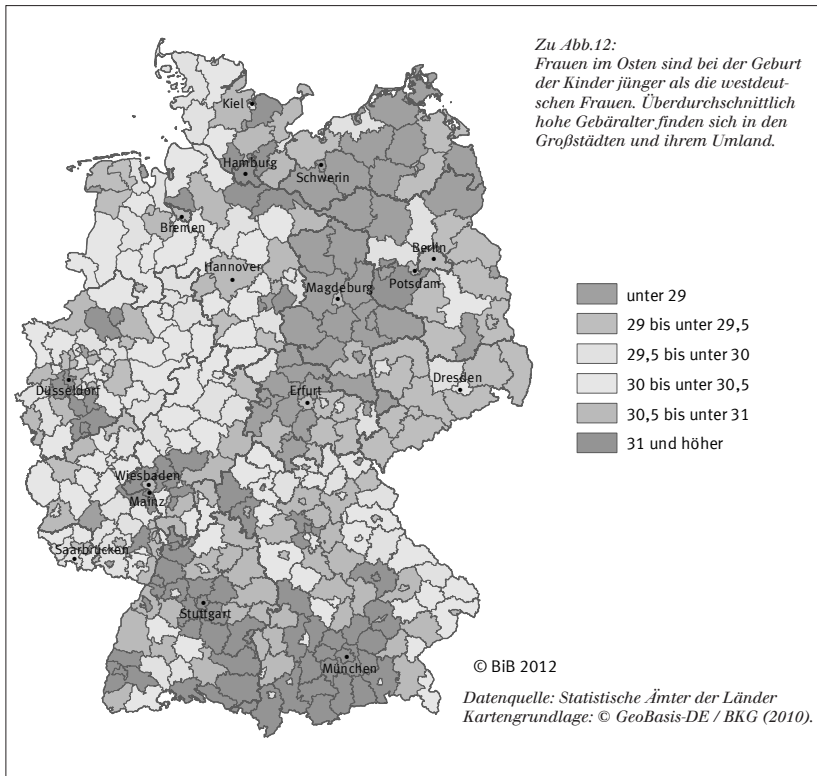 Zu Abb.12:
Frauen im Osten sind bei der Geburt
der Kinder jünger als die westdeut-
schen Frauen. Überdurchschnittlich
hohe Gebäralter finden sich in den
Großstädten und ihrem Umland.
Kiel
Hamburg
Schwerin
Bremen
Berlin
Hannover
Potsdam
Magdeburg
unter 29
29 bis unter 29,5
29,5 bis unter 30
30 bis unter 30,5
30,5 bis unter 31
31 und höher
Düsseldorf
Erfurt
Dresden
Wiesbaden
Mainz
Saarbrücken
Stuttgart
München
© BiB 2012
Datenquelle: Statistische Ämter der Länder
Kartengrundlage: © GeoBasis-DE / BKG (2010).